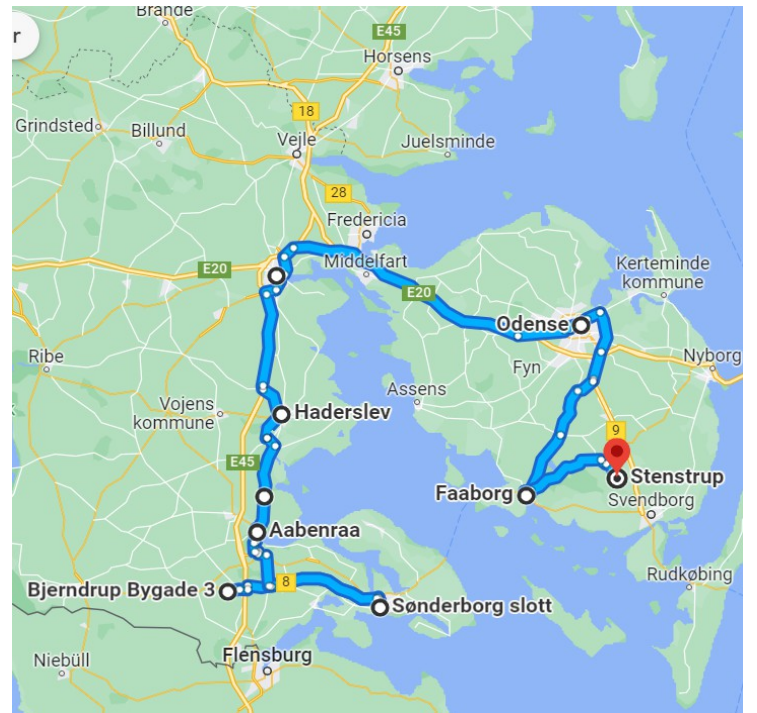 Brande
r
E45
Horsens
18
Grindsted
Billund
Vejle
Juelsminde
28
Fredericia
E20
Middelfart
Kerteminde
kommune
E20
Odense
Ribe
Fyn
Nyborg
Assens
Vojens
kommune
Haderslev
9
E45
Stenstrup
Faaborg
Svendborg
Aabenraa
Rudkøbing
8
Bjerndrup Bygade 3
Sønderborg slott
Niebüll
Flensburg